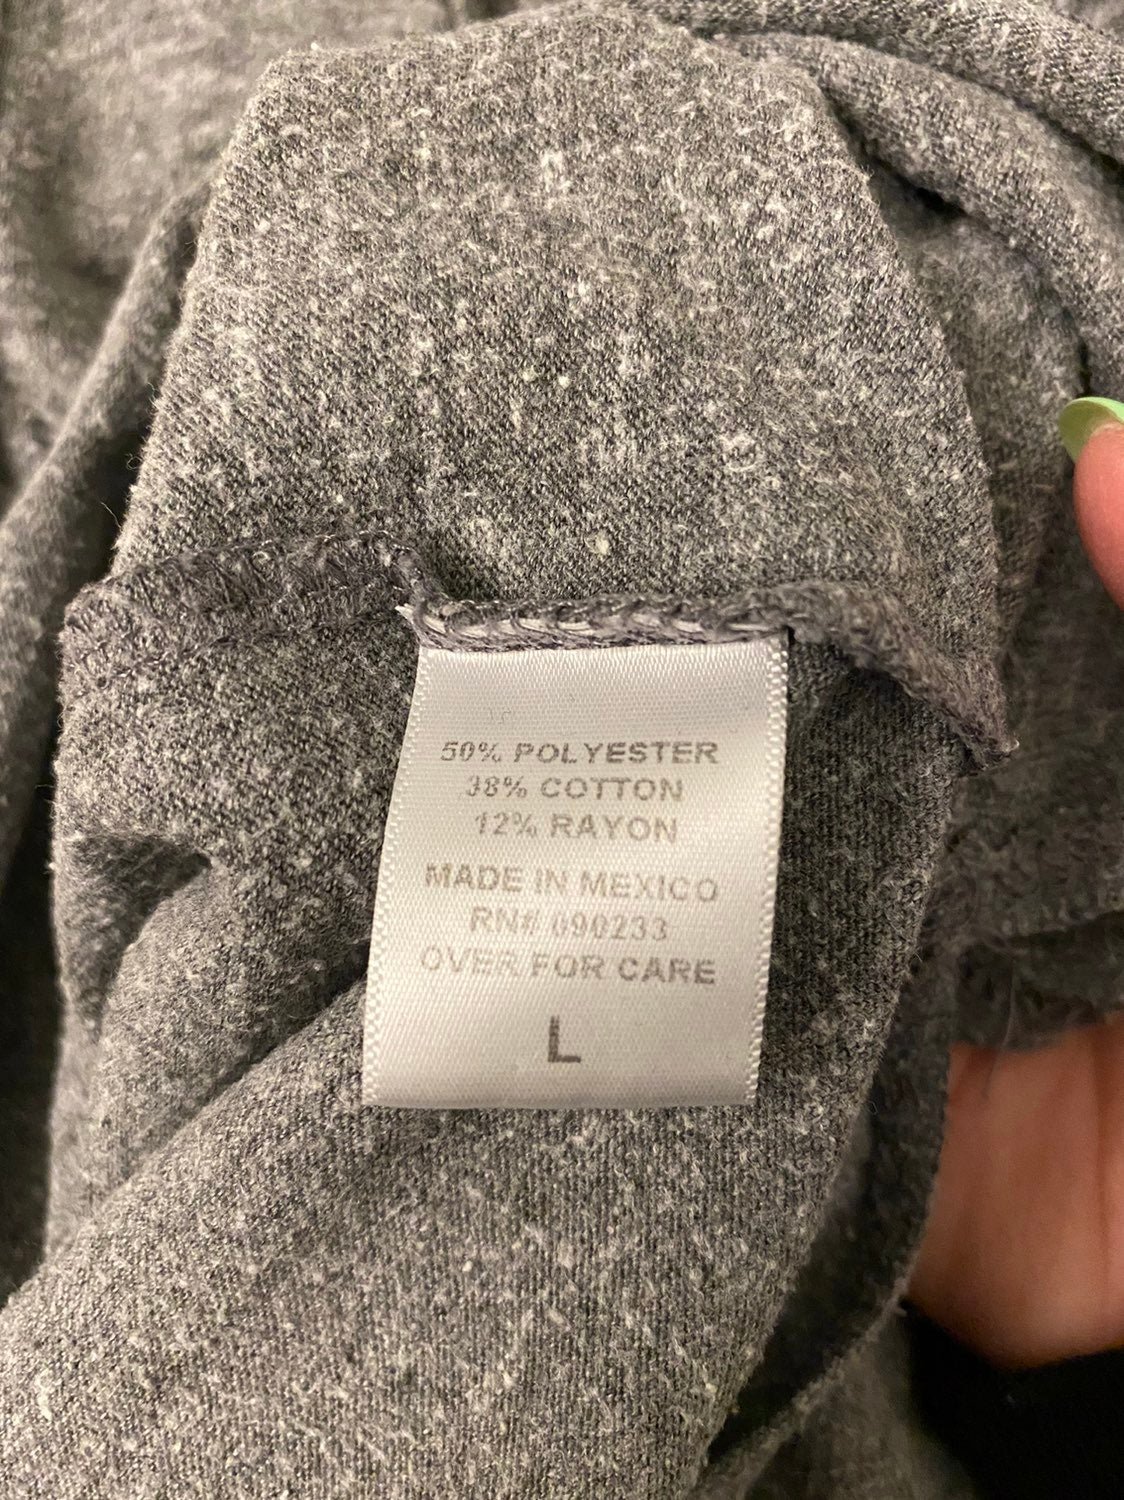 50% POLYESTER
38% COTTON
12% RAYON
MADE IN MEXICO
RN# 090233
OVER FOR CARE
L